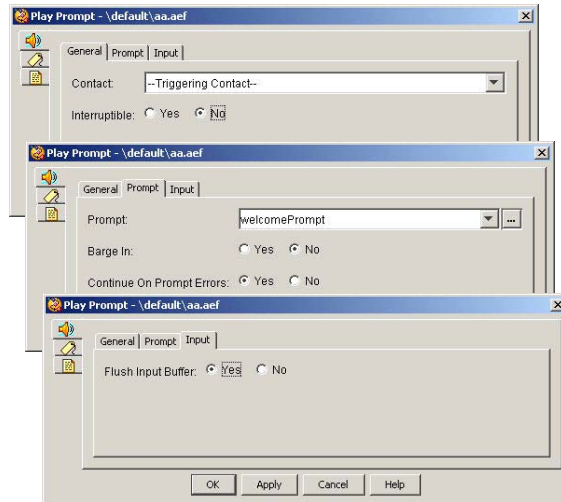 Play Prompt - \default\aa.aef
General Prompt Input
Contact: --Triggering Contact--
Interruptible: Yes No
Play Prompt - \default\aa.aef
General Prompt Input
Prompt: welcomePrompt ...
Barge In: Yes No
Continue On Prompt Errors: Yes No
Play Prompt - \default\aa.aef
General Prompt Input
Flush Input Buffer: Yes No
OK Apply Cancel Help